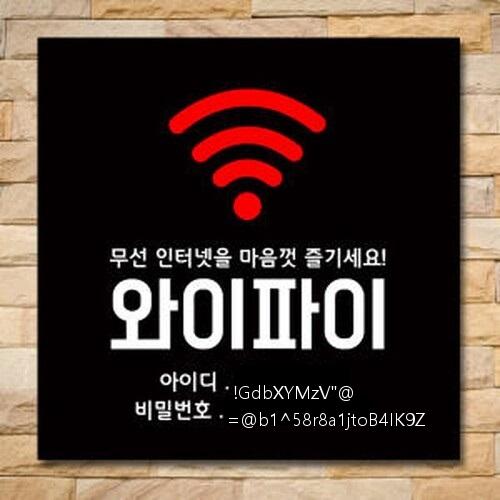 무선 인터넷을 마음껏 즐기세요!
와이파이
아이디 . !GdbXYMzV"@
비밀번호 . =@b1^58r8a1jtoB4IK9Z